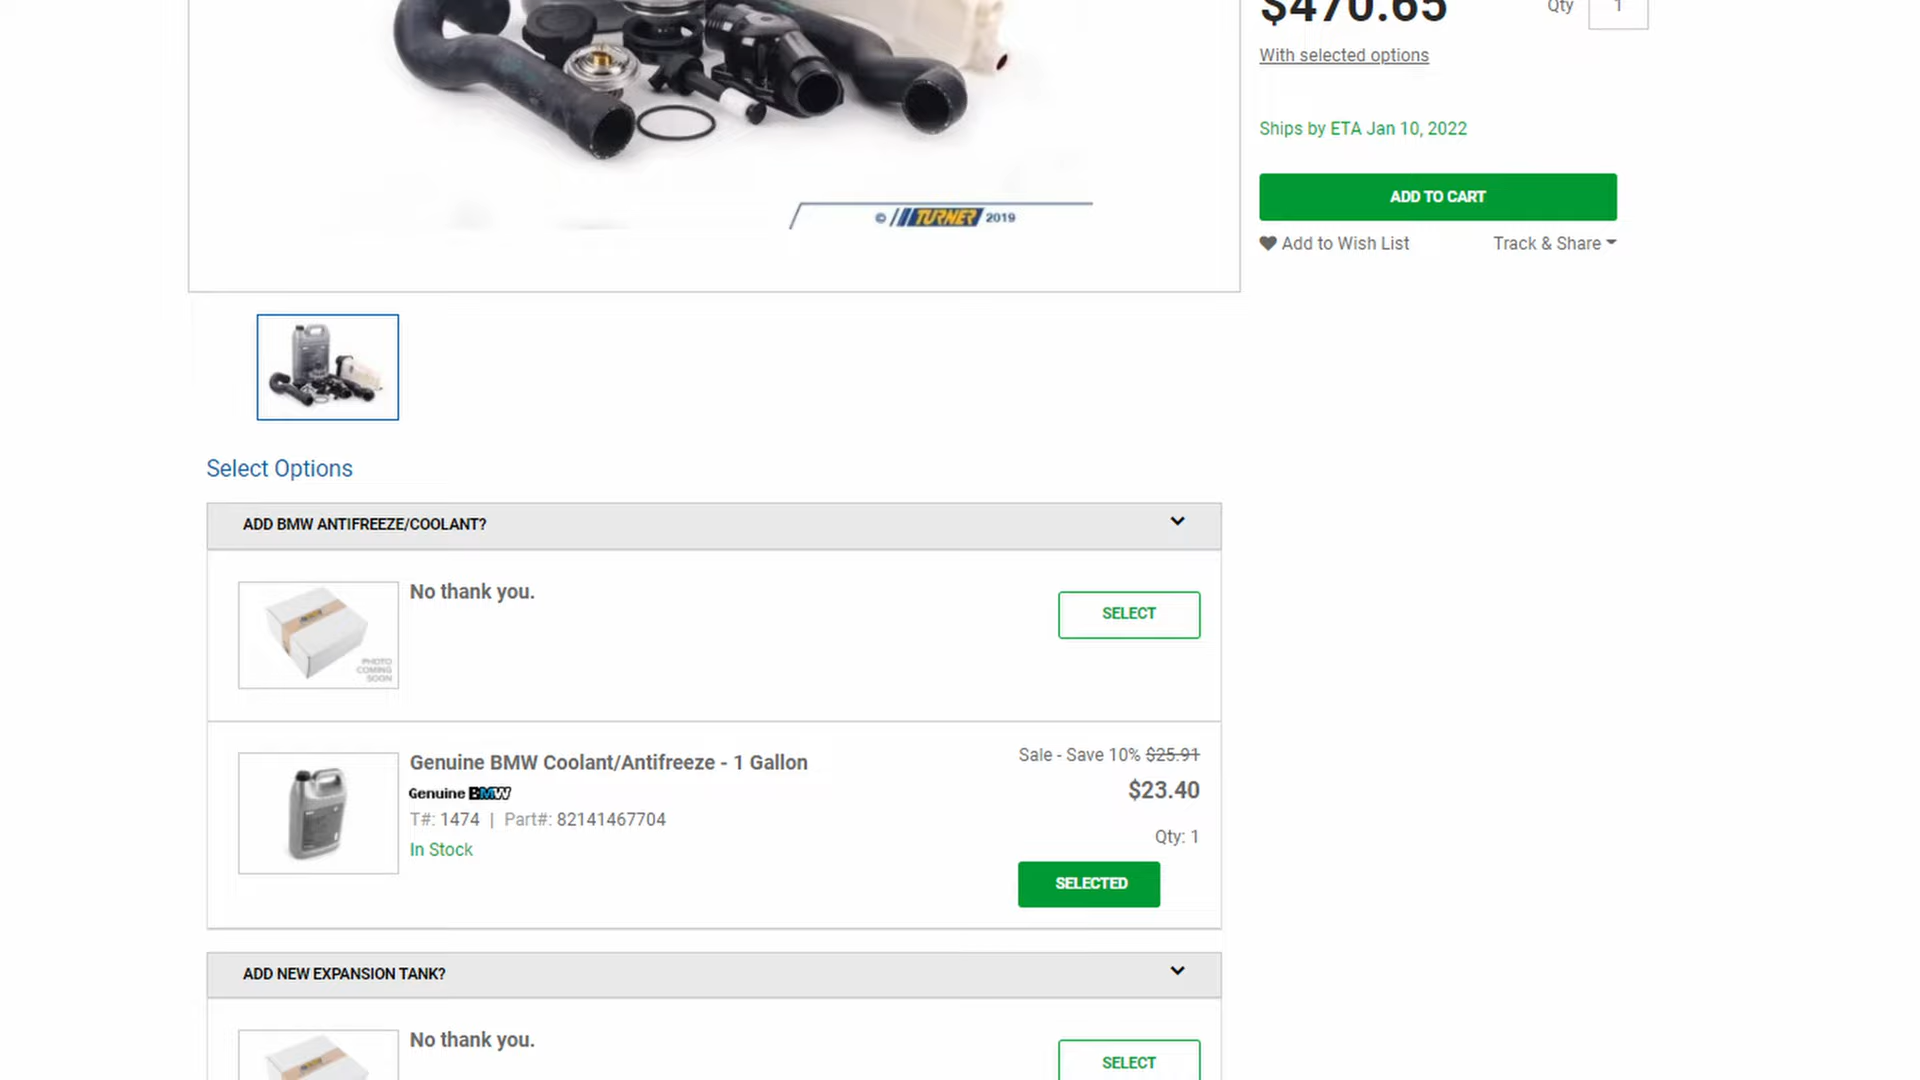 $470.65
Qty 1
With selected options
Ships by ETA Jan 10, 2022
ADD TO CART
Add to Wish List
Track & Share
© TURNER 2019
Select Options
ADD BMW ANTIFREEZE/COOLANT?
No thank you.
SELECT
PHOTO
COMING
SOON
Genuine BMW Coolant/Antifreeze - 1 Gallon
Sale - Save 10% $25.91
Genuine BMW
$23.40
T#: 1474 | Part#: 82141467704
Qty: 1
In Stock
SELECTED
ADD NEW EXPANSION TANK?
No thank you.
SELECT